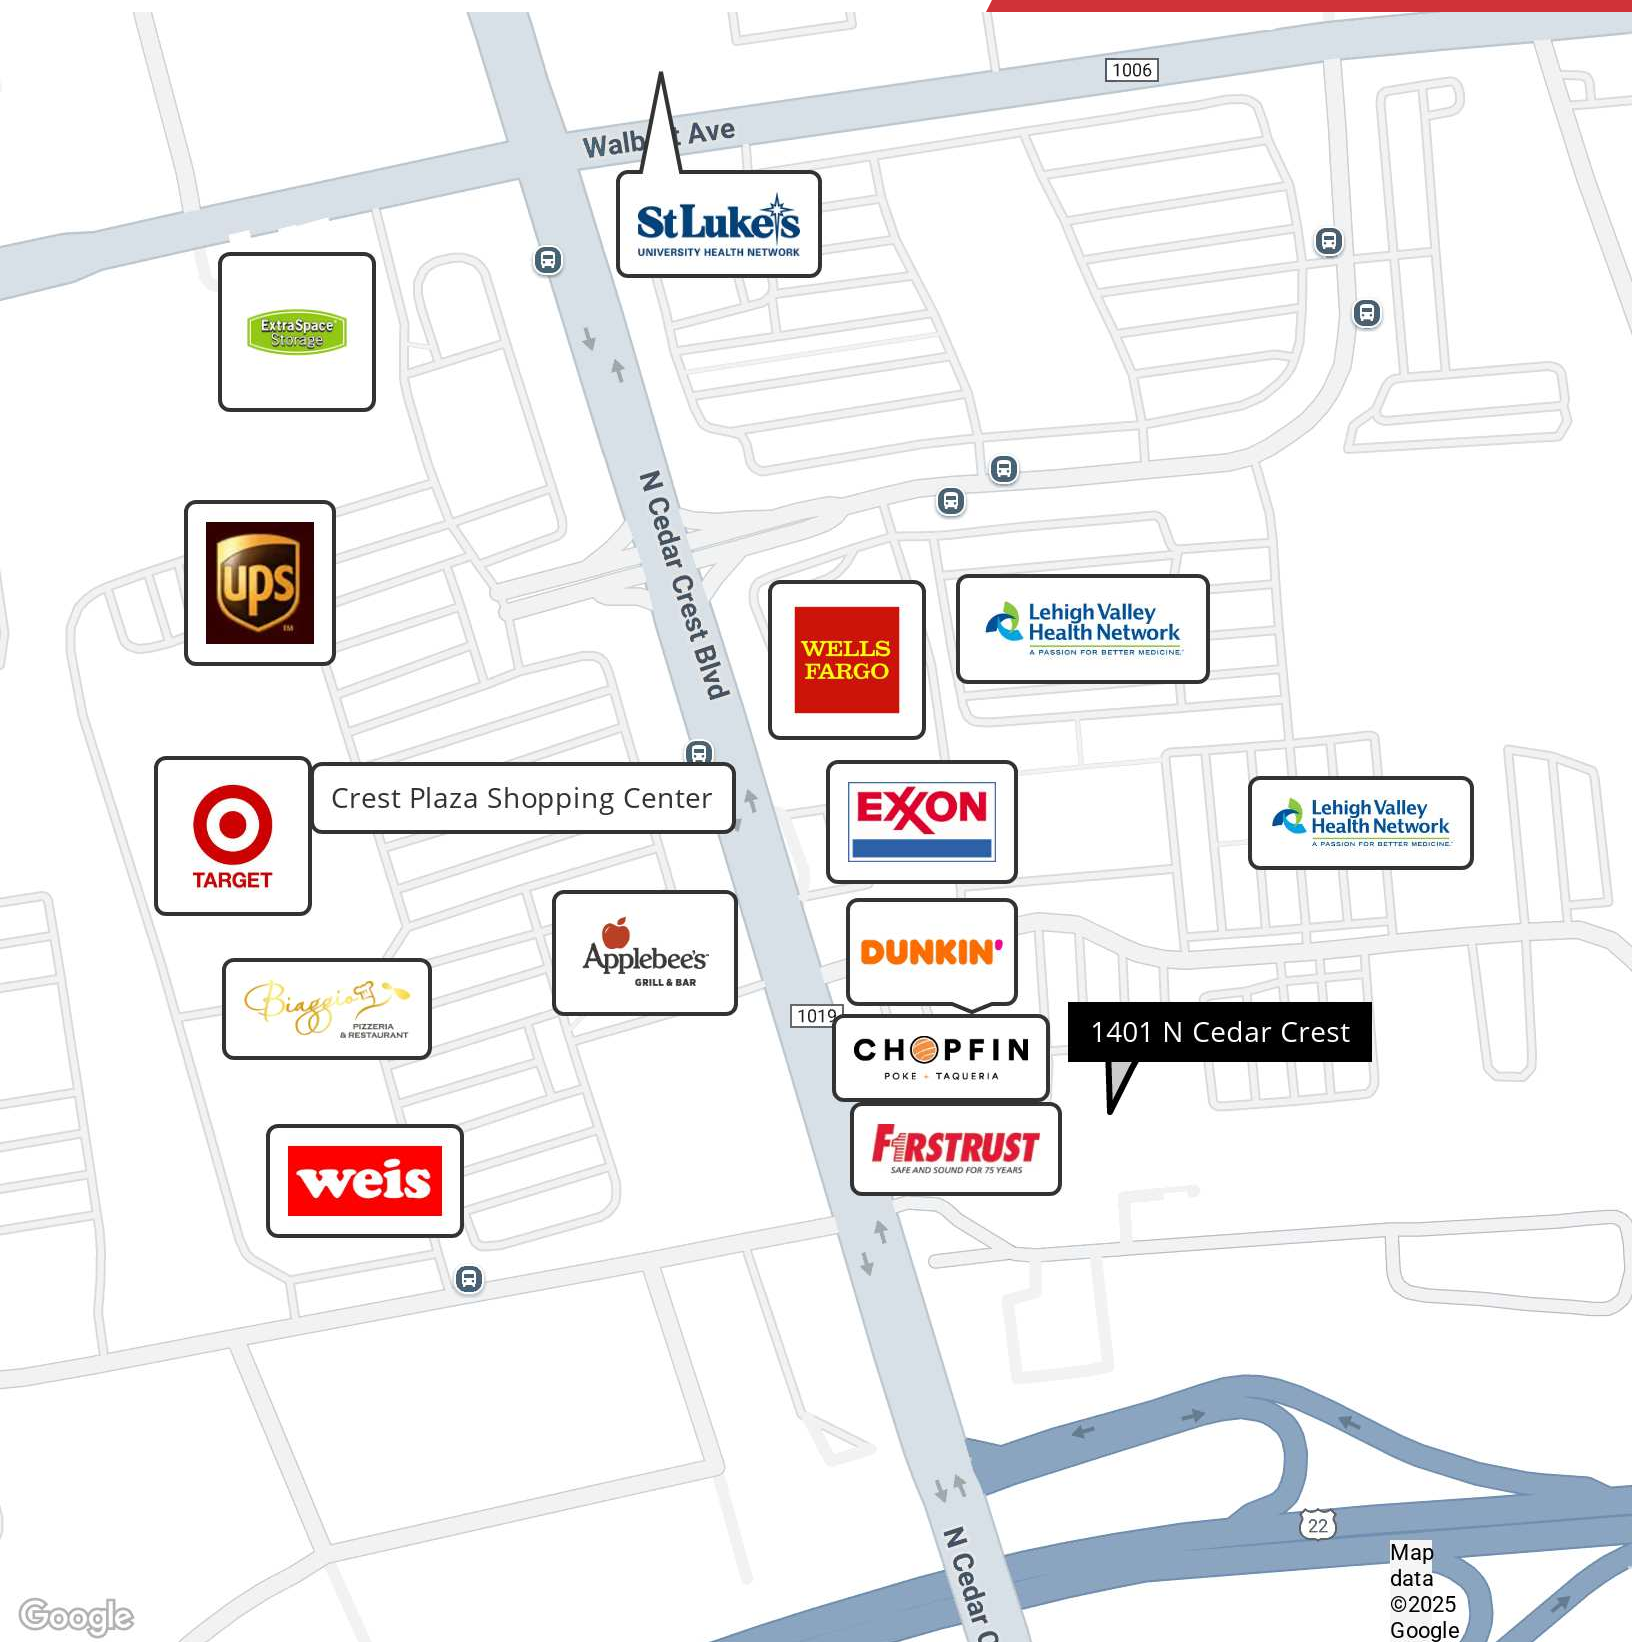 1006
Walb t Ave
StLuke's
UNIVERSITY HEALTH NETWORK
ExtraSpace
Storage
N Cedar Crest Blvd
ups
TM
WELLS
FARGO
Lehigh Valley
Health Network
A PASSION FOR BETTER MEDICINE.
TARGET
Crest Plaza Shopping Center
EXXON
Lehigh Valley
Health Network
A PASSION FOR BETTER MEDICINE.
Applebee's
GRILL & BAR
DUNKIN'
Biaggio
PIZZERIA
& RESTAURANT
1019
CHOPFIN
POKE + TAQUERIA
1401 N Cedar Crest
FIRSTRUST
SAFE AND SOUND FOR 75 YEARS
weis
22
N Cedar C
Map
data
©2025
Google
Google